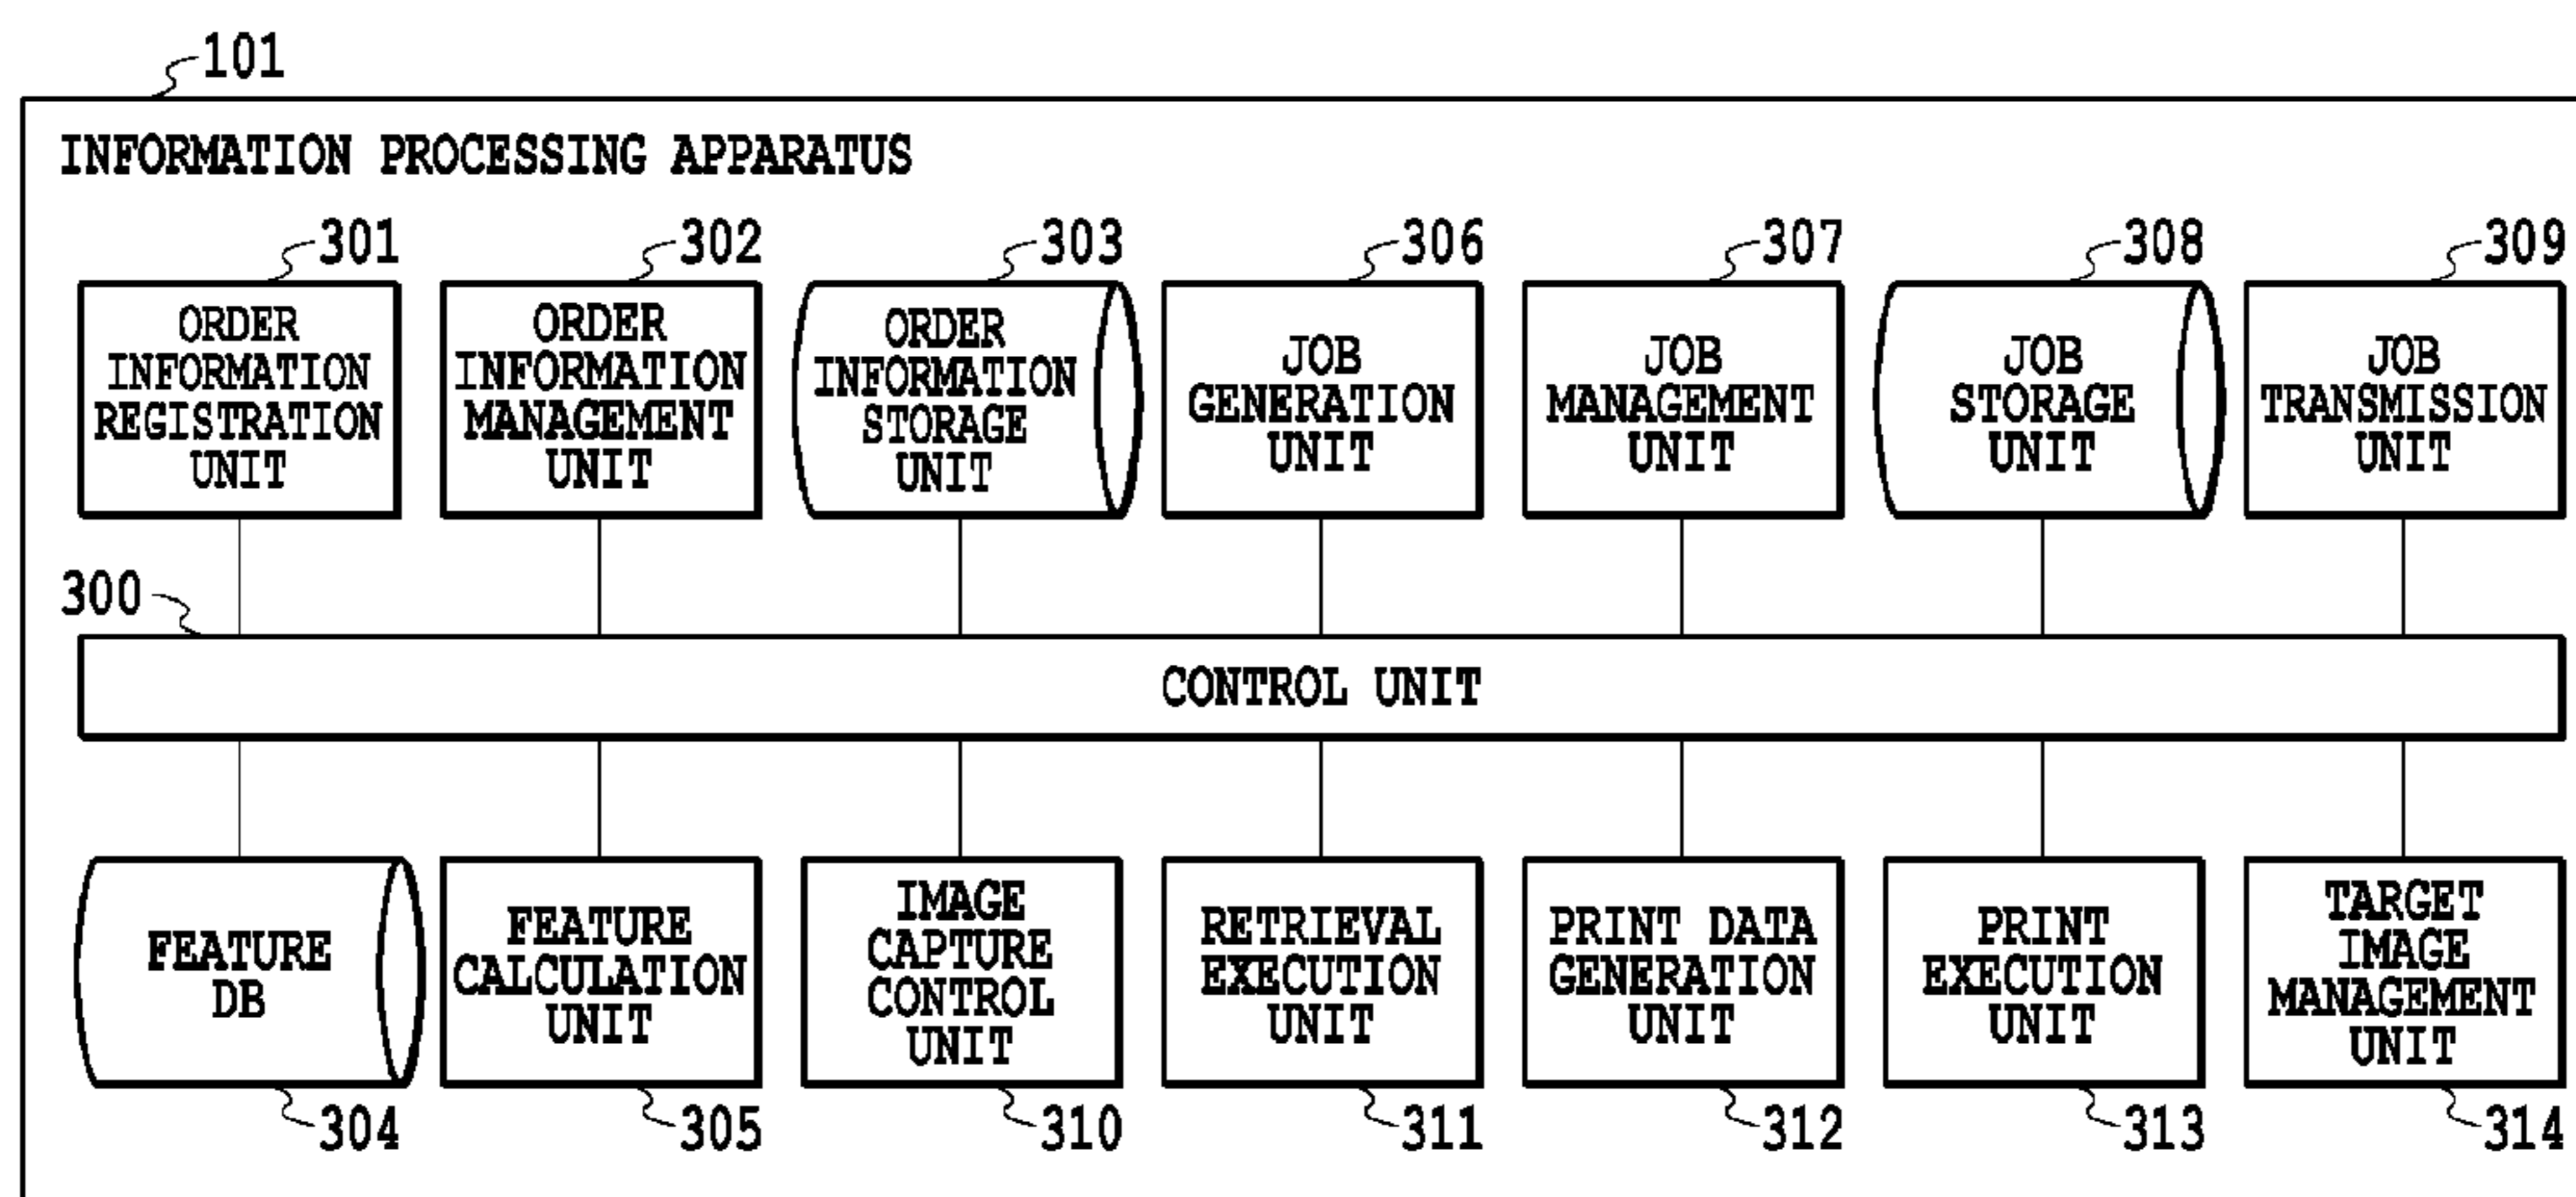 101
INFORMATION PROCESSING APPARATUS
301
ORDER
INFORMATION
REGISTRATION
UNIT
302
ORDER
INFORMATION
MANAGEMENT
UNIT
303
ORDER
INFORMATION
STORAGE
UNIT
306
JOB
GENERATION
UNIT
307
JOB
MANAGEMENT
UNIT
308
JOB
STORAGE
UNIT
309
JOB
TRANSMISSION
UNIT
300
CONTROL UNIT
FEATURE
DB
304
FEATURE
CALCULATION
UNIT
305
IMAGE
CAPTURE
CONTROL
UNIT
310
RETRIEVAL
EXECUTION
UNIT
311
PRINT DATA
GENERATION
UNIT
312
PRINT
EXECUTION
UNIT
313
TARGET
IMAGE
MANAGEMENT
UNIT
314